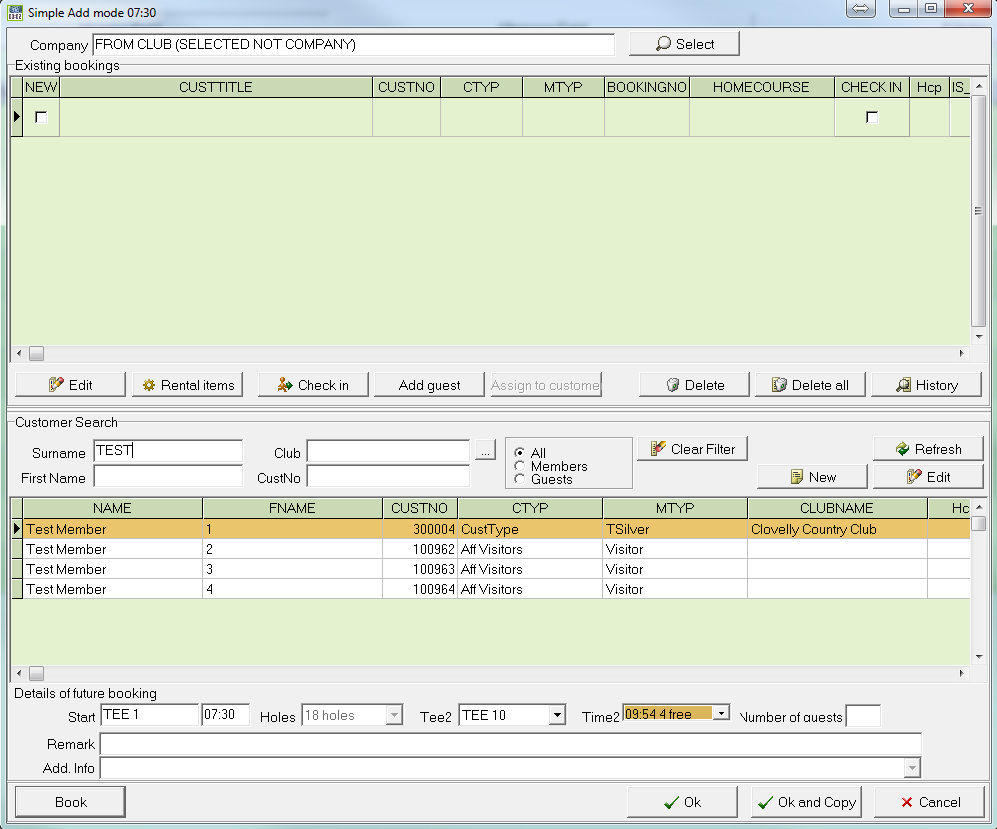 Simple Add mode 07:30
Company FROM CLUB (SELECTED NOT COMPANY) Select
Existing bookings
NEW CUSTTITLE CUSTNO CTYP MTYP BOOKINGNO HOMECOURSE CHECK IN Hcp IS_
Edit Rental items Check in Add guest Assign to custome Delete Delete all History
Customer Search
Surname TEST Club ... All Clear Filter Refresh
Members
First Name CustNo Guests New Edit
NAME FNAME CUSTNO CTYP MTYP CLUBNAME Hc
Test Member 1 300004 CustType TSilver Clovelly Country Club
Test Member 2 100962 Aff Visitors Visitor
Test Member 3 100963 Aff Visitors Visitor
Test Member 4 100964 Aff Visitors Visitor
Details of future booking
Start TEE 1 07:30 Holes 18 holes Tee2 TEE 10 Time2 09:54 4 free Number of guests
Remark
Add. Info
Book Ok Ok and Copy Cancel